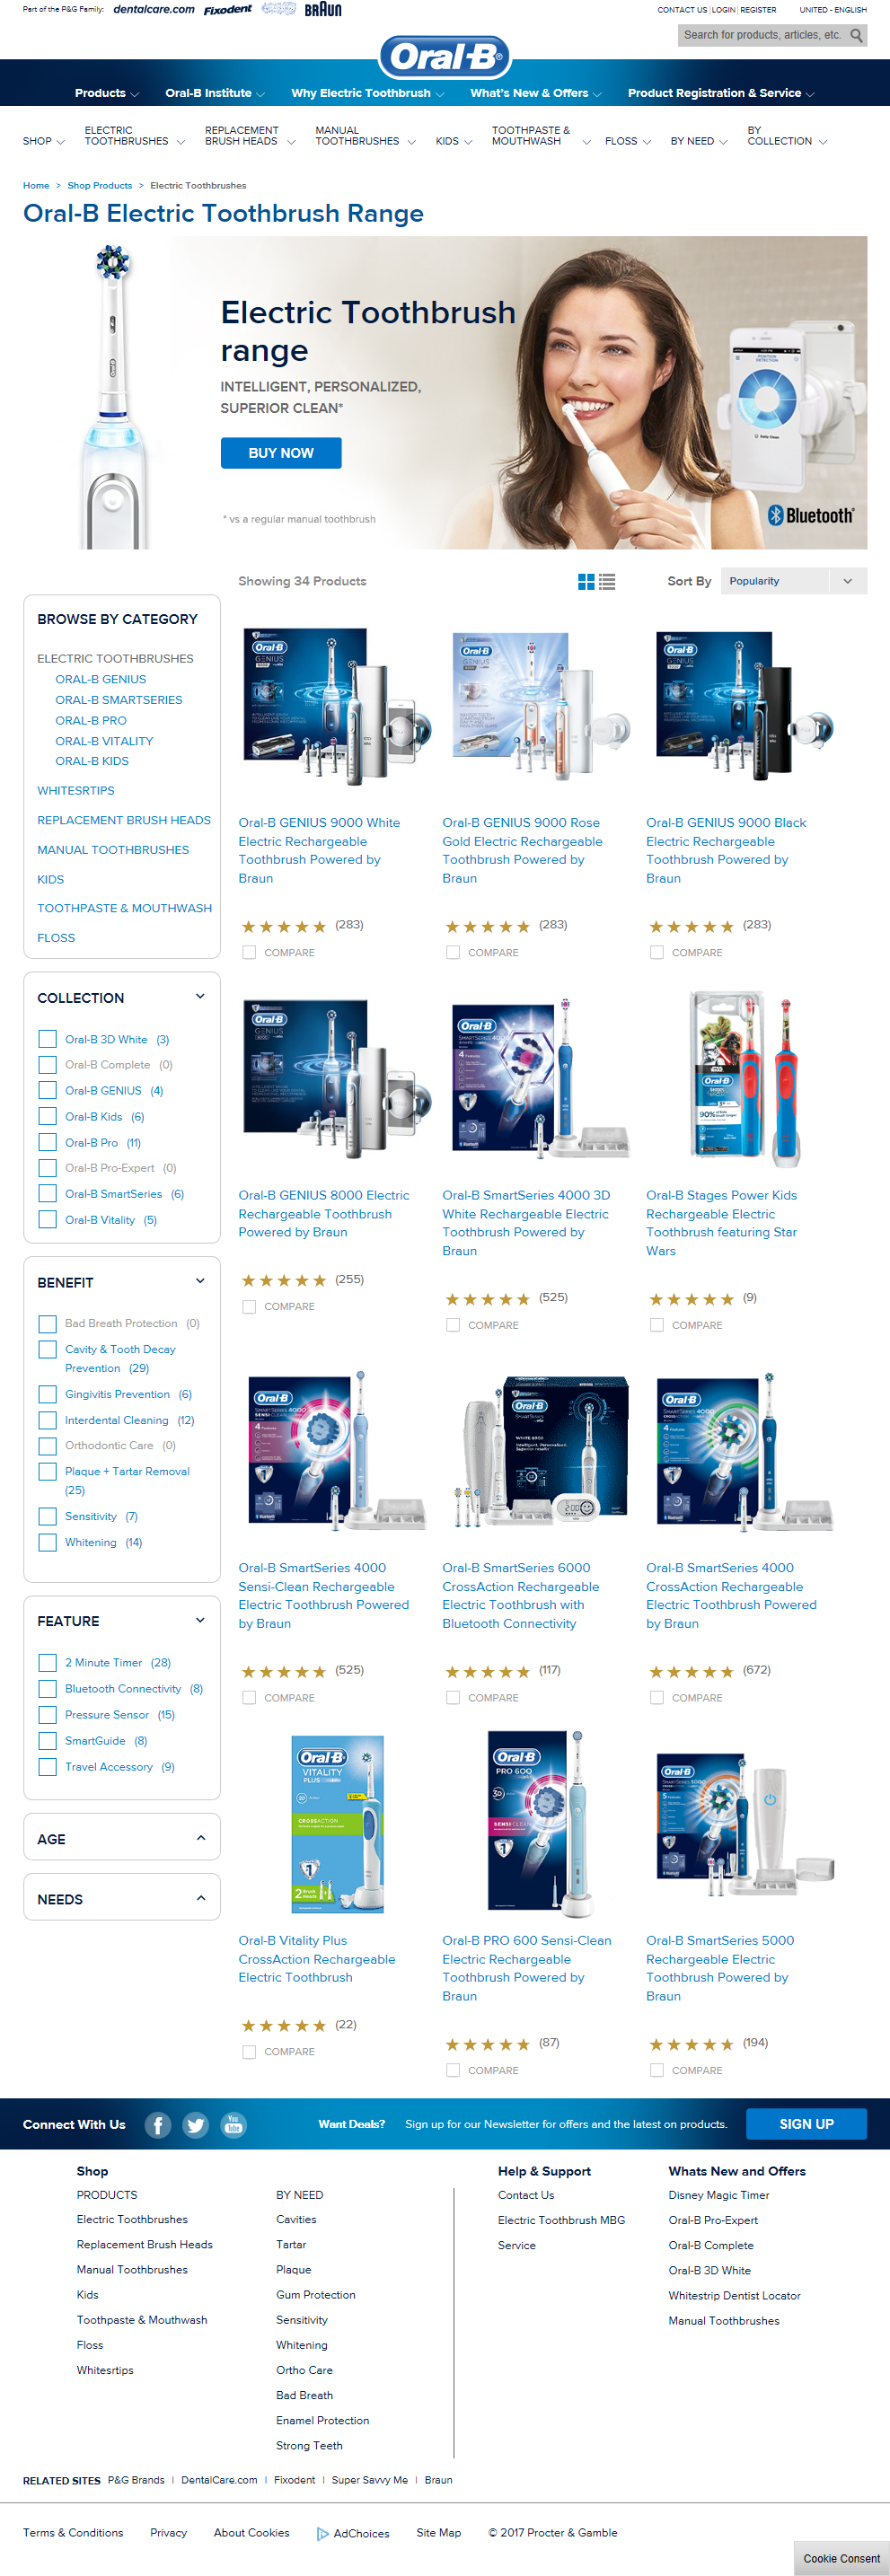 Part of the P&G Family: dentalcare.com Fixodent BRAUN
CONTACT US | LOGIN | REGISTER UNITED - ENGLISH
Search for products, articles, etc.
Oral-B
Products Oral-B Institute Why Electric Toothbrush What's New & Offers Product Registration & Service
SHOP ELECTRIC TOOTHBRUSHES REPLACEMENT BRUSH HEADS MANUAL TOOTHBRUSHES KIDS TOOTHPASTE & MOUTHWASH FLOSS BY NEED BY COLLECTION
Home > Shop Products > Electric Toothbrushes
Oral-B Electric Toothbrush Range
Electric Toothbrush
range
INTELLIGENT, PERSONALIZED,
SUPERIOR CLEAN*
BUY NOW
* vs a regular manual toothbrush
Bluetooth
Showing 34 Products
Sort By Popularity
BROWSE BY CATEGORY
ELECTRIC TOOTHBRUSHES
ORAL-B GENIUS
ORAL-B SMARTSERIES
ORAL-B PRO
ORAL-B VITALITY
ORAL-B KIDS
WHITESRTIPS
REPLACEMENT BRUSH HEADS
MANUAL TOOTHBRUSHES
KIDS
TOOTHPASTE & MOUTHWASH
FLOSS
COLLECTION
Oral-B 3D White (3)
Oral-B Complete (0)
Oral-B GENIUS (4)
Oral-B Kids (6)
Oral-B Pro (11)
Oral-B Pro-Expert (0)
Oral-B SmartSeries (6)
Oral-B Vitality (5)
BENEFIT
Bad Breath Protection (0)
Cavity & Tooth Decay
Prevention (29)
Gingivitis Prevention (6)
Interdental Cleaning (12)
Orthodontic Care (0)
Plaque + Tartar Removal
(25)
Sensitivity (7)
Whitening (14)
FEATURE
2 Minute Timer (28)
Bluetooth Connectivity (8)
Pressure Sensor (15)
SmartGuide (8)
Travel Accessory (9)
AGE
NEEDS
Oral-B GENIUS 9000 White
Electric Rechargeable
Toothbrush Powered by
Braun
(283)
COMPARE
Oral-B GENIUS 9000 Rose
Gold Electric Rechargeable
Toothbrush Powered by
Braun
(283)
COMPARE
Oral-B GENIUS 9000 Black
Electric Rechargeable
Toothbrush Powered by
Braun
(283)
COMPARE
Oral-B GENIUS 8000 Electric
Rechargeable Toothbrush
Powered by Braun
(255)
COMPARE
Oral-B SmartSeries 4000 3D
White Rechargeable Electric
Toothbrush Powered by
Braun
(525)
COMPARE
Oral-B Stages Power Kids
Rechargeable Electric
Toothbrush featuring Star
Wars
(9)
COMPARE
Oral-B SmartSeries 4000
Sensi-Clean Rechargeable
Electric Toothbrush Powered
by Braun
(525)
COMPARE
Oral-B SmartSeries 6000
CrossAction Rechargeable
Electric Toothbrush with
Bluetooth Connectivity
(117)
COMPARE
Oral-B SmartSeries 4000
CrossAction Rechargeable
Electric Toothbrush Powered
by Braun
(672)
COMPARE
Oral-B
VITALITY
PLUS
CROSSACTION
Oral-B Vitality Plus
CrossAction Rechargeable
Electric Toothbrush
(22)
COMPARE
Oral-B
PRO 600
SENSI CLEAN
Oral-B PRO 600 Sensi-Clean
Electric Rechargeable
Toothbrush Powered by
Braun
(87)
COMPARE
Oral-B SmartSeries 5000
Rechargeable Electric
Toothbrush Powered by
Braun
(194)
COMPARE
Connect With Us
Want Deals? Sign up for our Newsletter for offers and the latest on products. SIGN UP
Shop
PRODUCTS
Electric Toothbrushes
Replacement Brush Heads
Manual Toothbrushes
Kids
Toothpaste & Mouthwash
Floss
Whitesrtips
BY NEED
Cavities
Tartar
Plaque
Gum Protection
Sensitivity
Whitening
Ortho Care
Bad Breath
Enamel Protection
Strong Teeth
Help & Support
Contact Us
Electric Toothbrush MBG
Service
Whats New and Offers
Disney Magic Timer
Oral-B Pro-Expert
Oral-B Complete
Oral-B 3D White
Whitestrip Dentist Locator
Manual Toothbrushes
RELATED SITES P&G Brands | DentalCare.com | Fixodent | Super Savvy Me | Braun
Terms & Conditions Privacy About Cookies AdChoices Site Map © 2017 Procter & Gamble
Cookie Consent